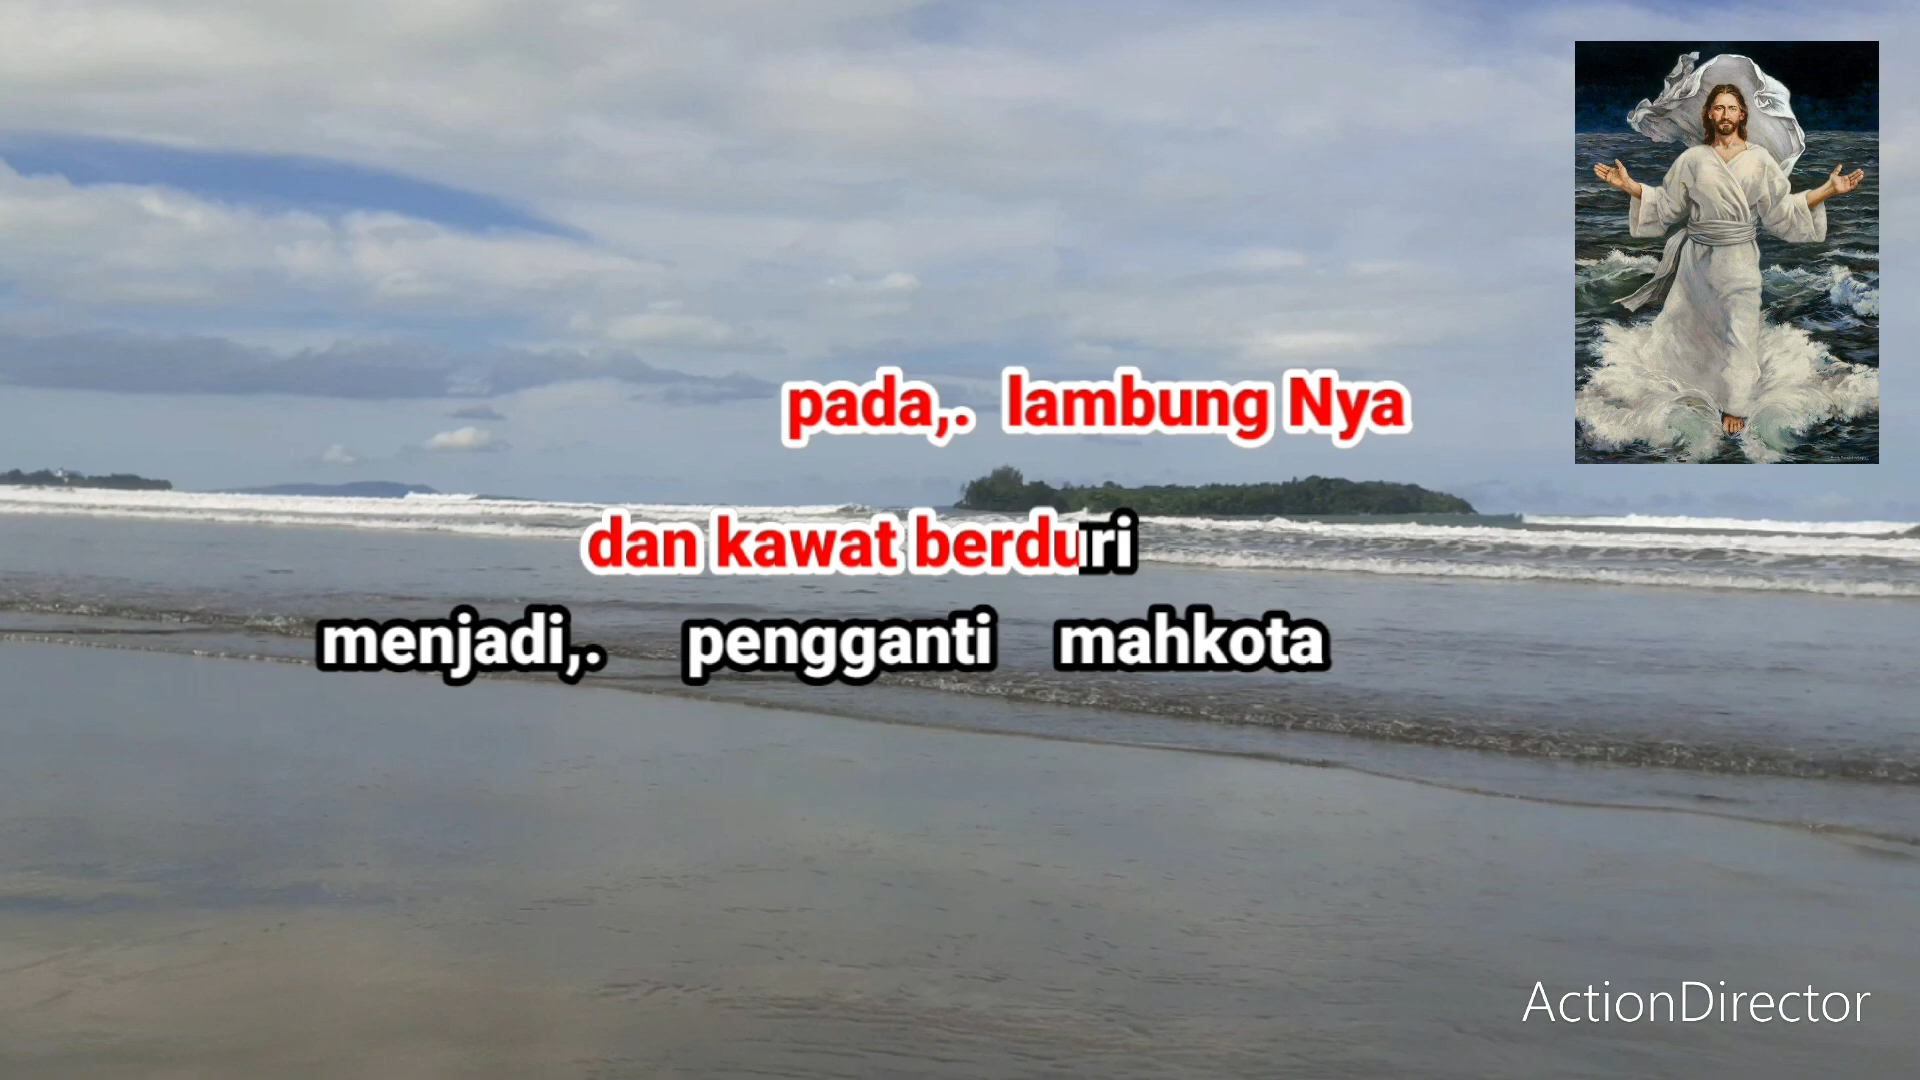 pada,. lambung Nya
dan kawat berduri
menjadi,. pengganti mahkota
ActionDirector